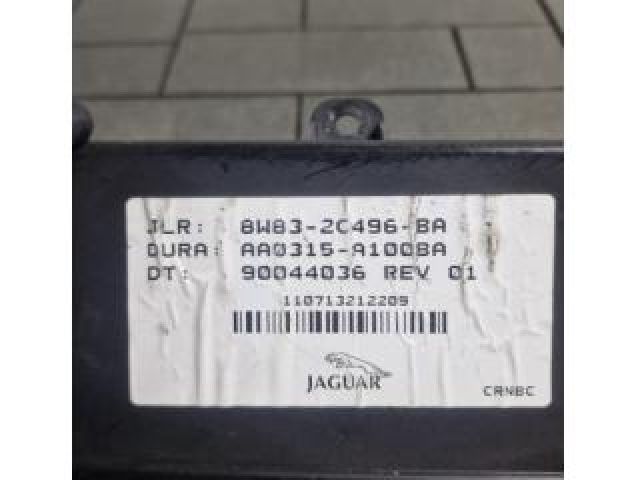 JLR: 8W83-2C496-BA
DURA: AA0315-A100BA
DT: 90044036 REV 01
110713212209
JAGUAR
CRNBC